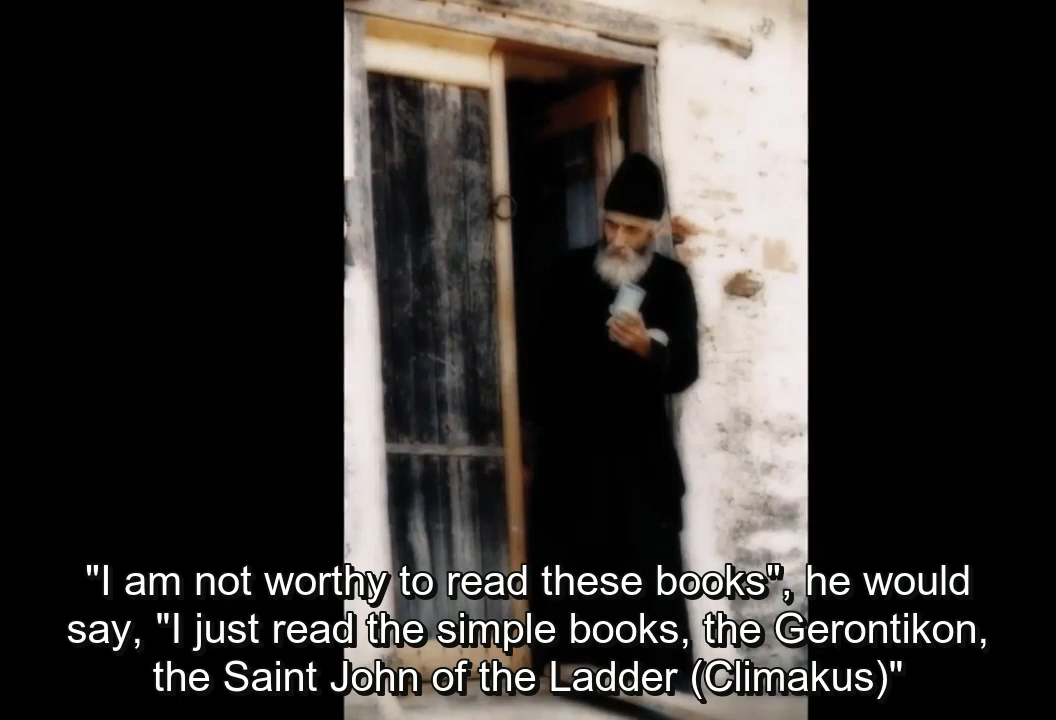 "I am not worthy to read these books", he would
say, "I just read the simple books, the Gerontikon,
the Saint John of the Ladder (Climakus)"